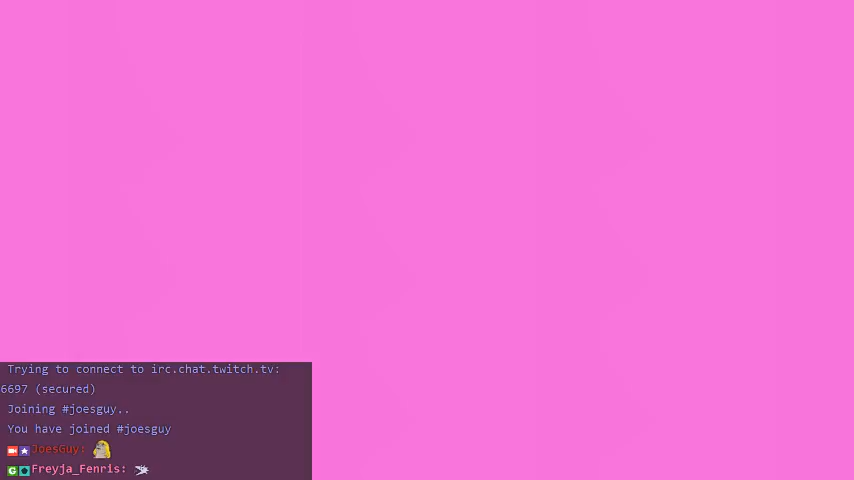 Trying to connect to irc.chat.twitch.tv:
6697 (secured)
Joining #joesguy..
You have joined #joesguy
JoesGuy:
Freyja_Fenris: